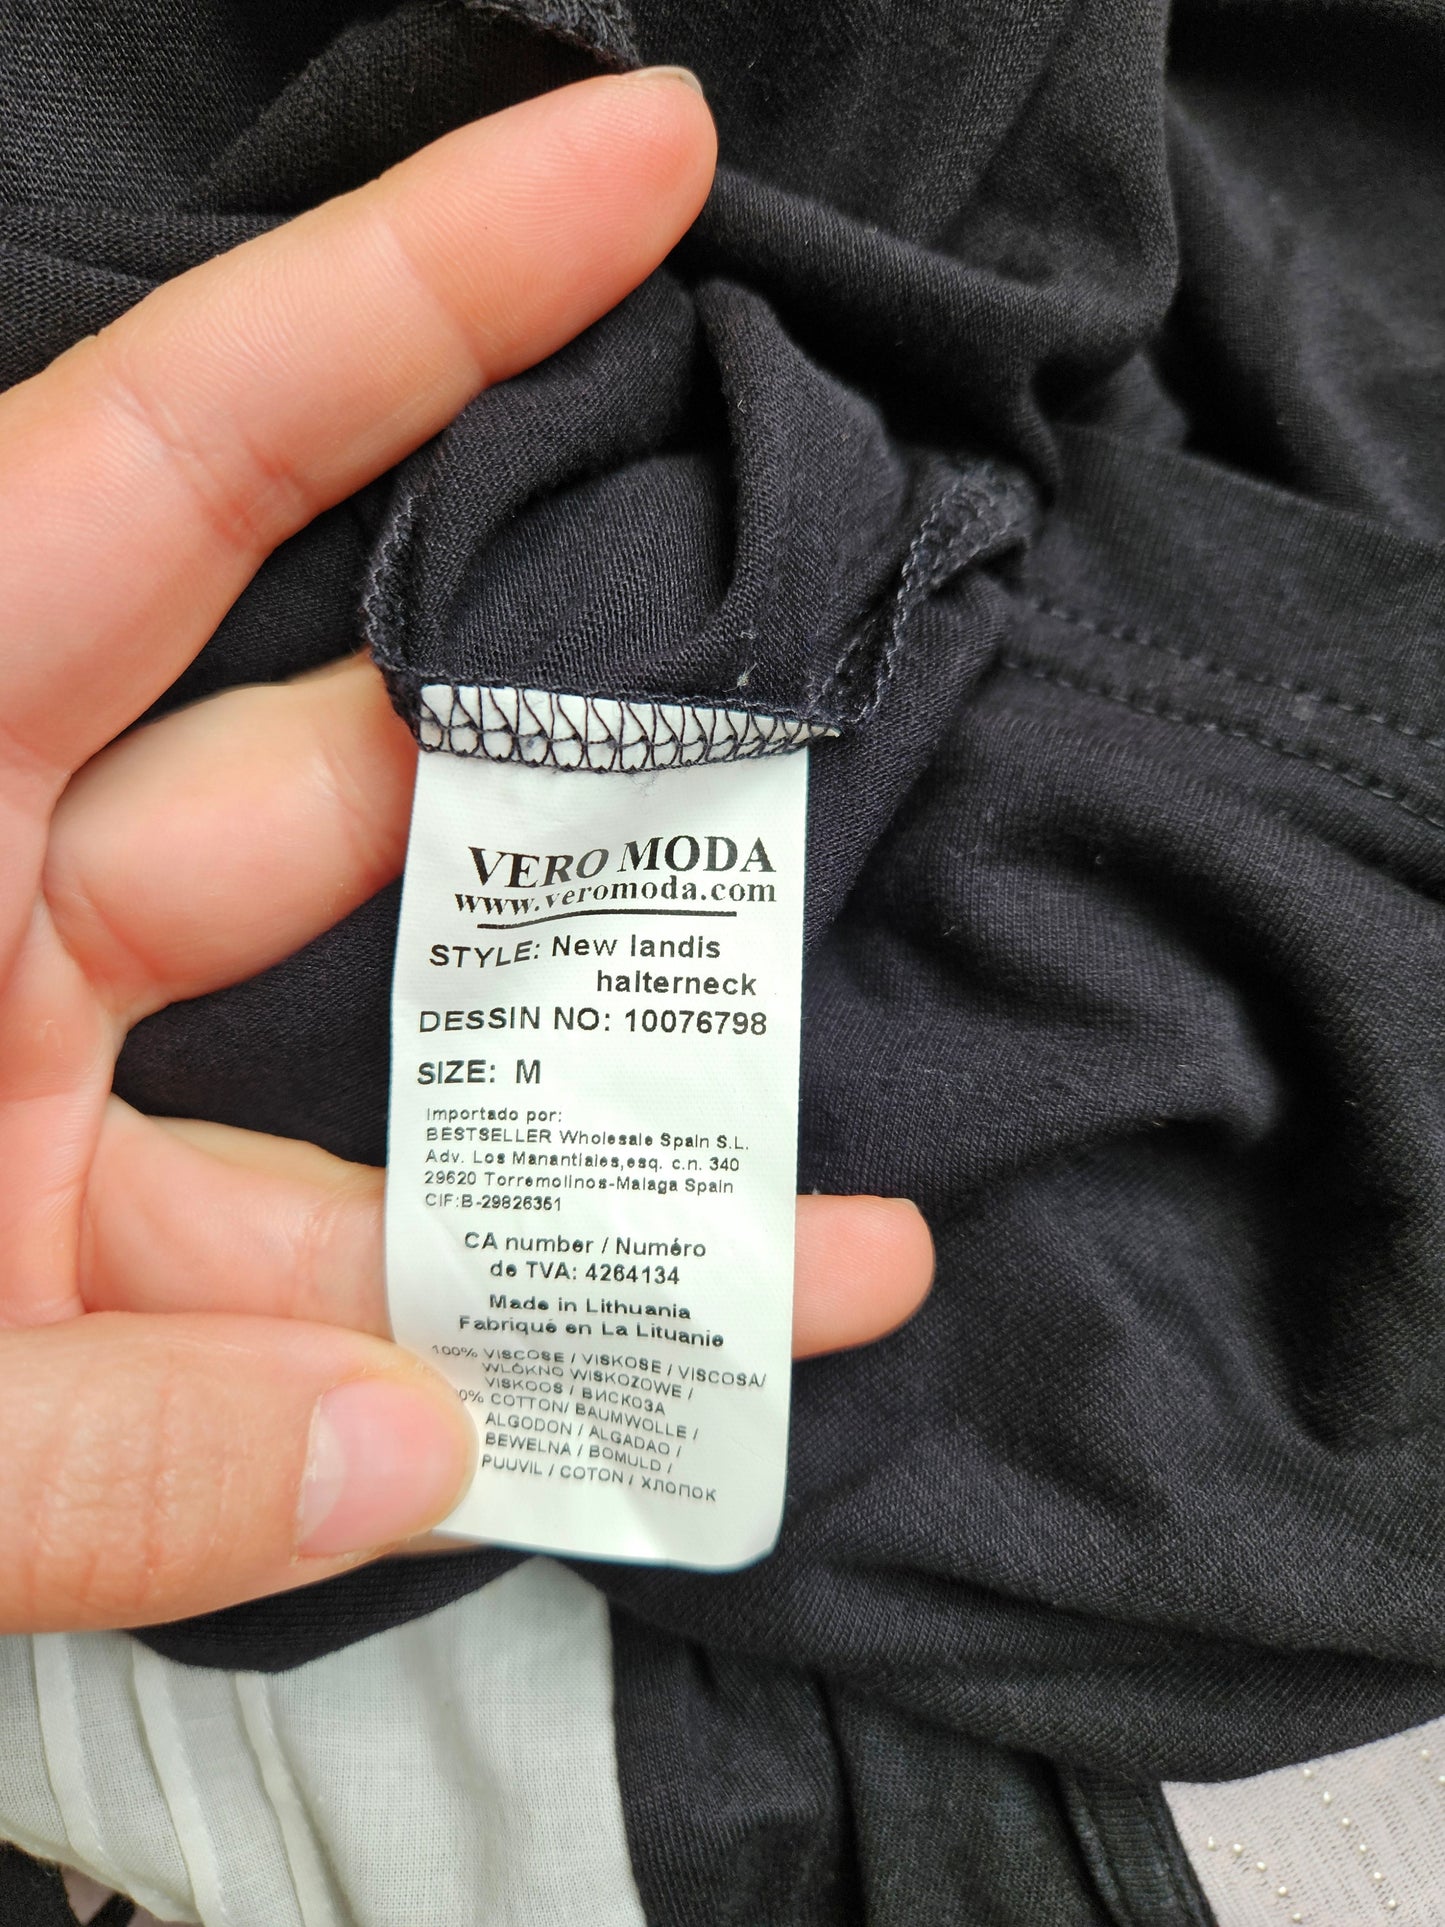 VERO MODA
www.veromoda.com
STYLE: New landis
halterneck
DESSIN NO: 10076798
SIZE: M
Importado por:
BESTSELLER Wholesale Spain S.L.
Adv. Los Manantiales,esq. c.n. 340
29620 Torremolinos-Malaga Spain
CIF:B-29826351
CA number / Numéro
de TVA: 4264134
Made in Lithuania
Fabriqué en La Lituanie
100% VISCOSE / VISKOSE / VISCOSA/
WLÓKNO WISKOZOWE /
VISKOOS / ВИСКОЗА
COTTON/ BAUMWOLLE /
ALGODON / ALGADAO /
BEWELNA / BOMULD /
PUUVIL / COTON / ХЛОПОК